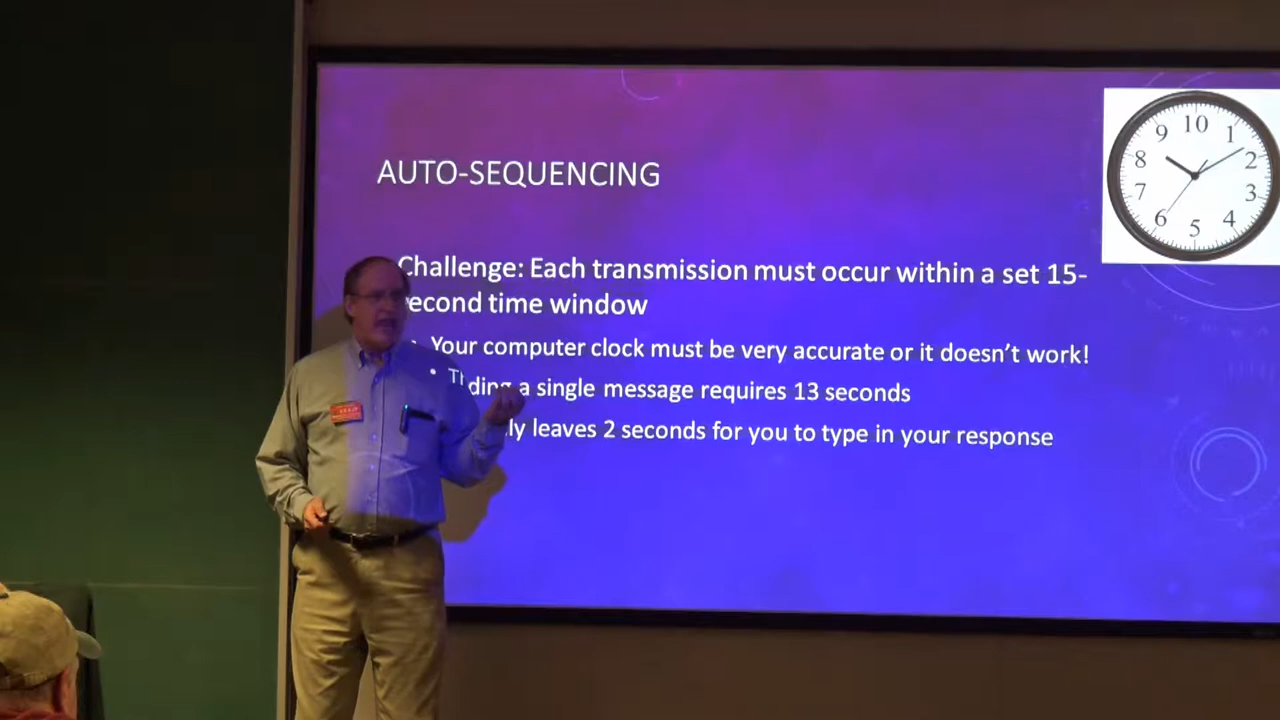 AUTO-SEQUENCING
Challenge: Each transmission must occur within a set 15-
econd time window
• Your computer clock must be very accurate or it doesn't work!
• ding a single message requires 13 seconds
ly leaves 2 seconds for you to type in your response
10
1
2
3
4
5
6
7
8
9